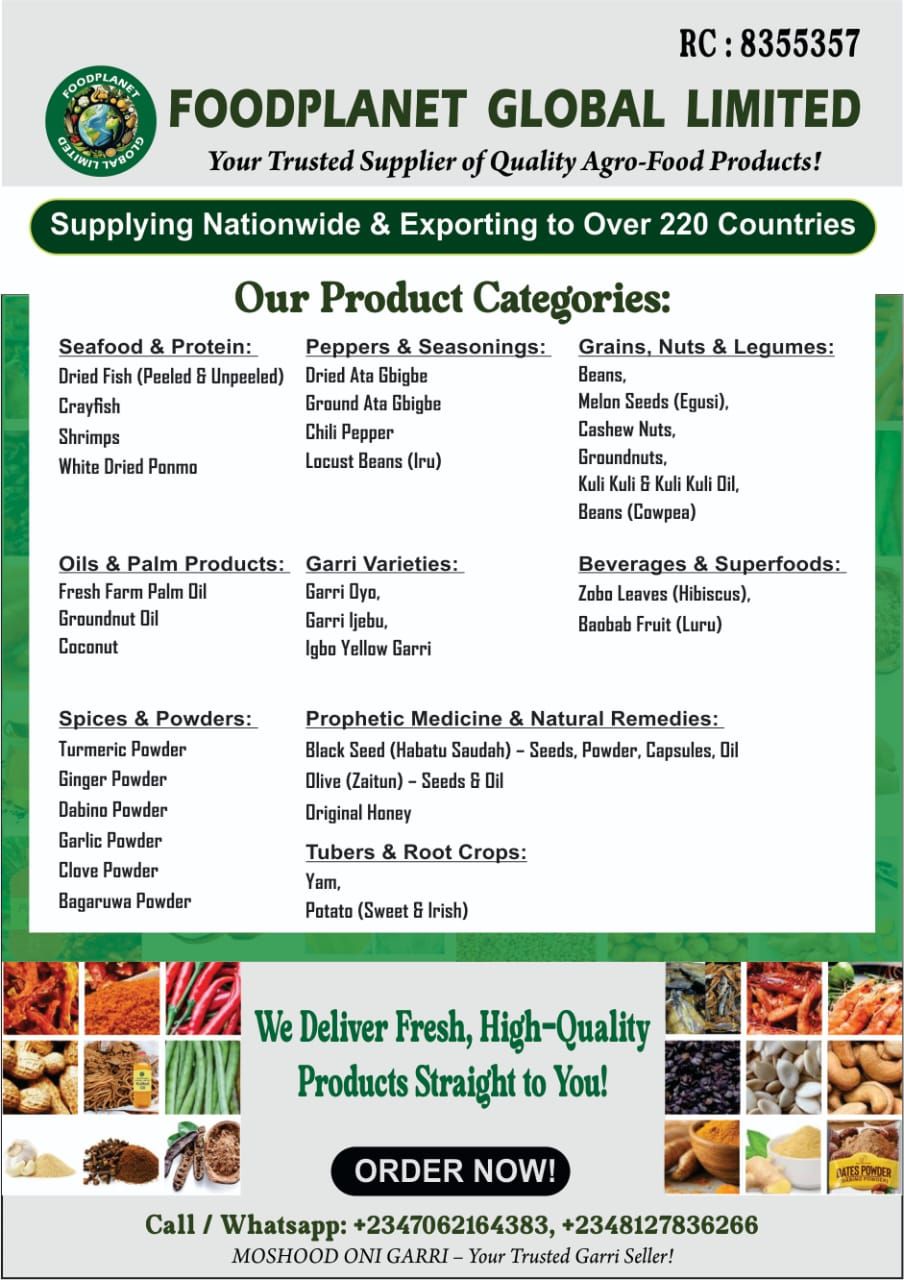 RC : 8355357
FOODPLANET
GLOBAL LIMITED
FOODPLANET GLOBAL LIMITED
Your Trusted Supplier of Quality Agro-Food Products!
Supplying Nationwide & Exporting to Over 220 Countries
Our Product Categories:
Seafood & Protein:
Dried Fish (Peeled & Unpeeled)
Crayfish
Shrimps
White Dried Ponmo
Peppers & Seasonings:
Dried Ata Gbigbe
Ground Ata Gbigbe
Chili Pepper
Locust Beans (Iru)
Grains, Nuts & Legumes:
Beans,
Melon Seeds (Egusi),
Cashew Nuts,
Groundnuts,
Kuli Kuli & Kuli Kuli Oil,
Beans (Cowpea)
Oils & Palm Products:
Fresh Farm Palm Oil
Groundnut Oil
Coconut
Garri Varieties:
Garri Oyo,
Garri Ijebu,
Igbo Yellow Garri
Beverages & Superfoods:
Zobo Leaves (Hibiscus),
Baobab Fruit (Luru)
Spices & Powders:
Turmeric Powder
Ginger Powder
Dabino Powder
Garlic Powder
Clove Powder
Bagaruwa Powder
Prophetic Medicine & Natural Remedies:
Black Seed (Habatu Saudah) – Seeds, Powder, Capsules, Oil
Olive (Zaitun) – Seeds & Oil
Original Honey
Tubers & Root Crops:
Yam,
Potato (Sweet & Irish)
We Deliver Fresh, High-Quality
Products Straight to You!
DATES POWDER
(DABINO POWDER)
ORDER NOW!
Call / Whatsapp: +2347062164383, +2348127836266
MOSHOOD ONI GARRI – Your Trusted Garri Seller!